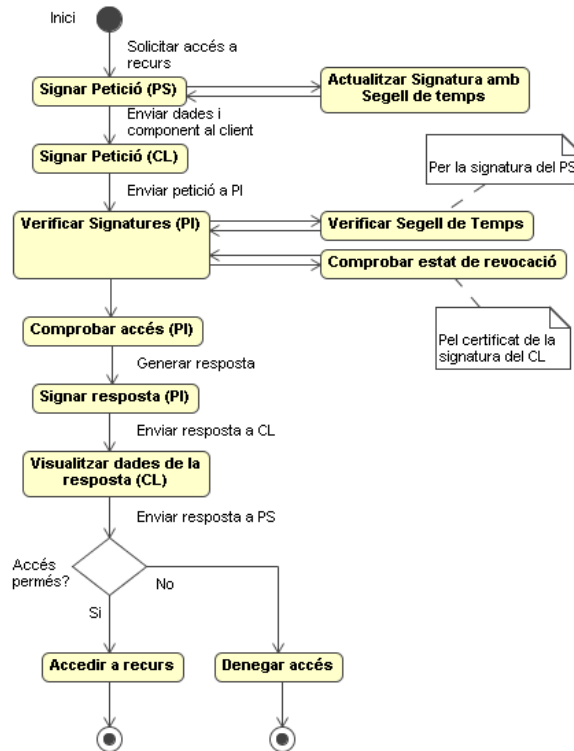 Inici
Solicitar accés a
recurs
Signar Petició (PS)
Actualitzar Signatura amb
Segell de temps
Enviar dades i
component al client
Signar Petició (CL)
Per la signatura del PS
Enviar petició a PI
Verificar Signatures (PI)
Verificar Segell de Temps
Comprobar estat de revocació
Comprobar accés (PI)
Pel certificat de la
signatura del CL
Generar resposta
Signar resposta (PI)
Enviar resposta a CL
Visualitzar dades de la
resposta (CL)
Enviar resposta a PS
Accés
permés?
No
Si
Accedir a recurs
Denegar accés